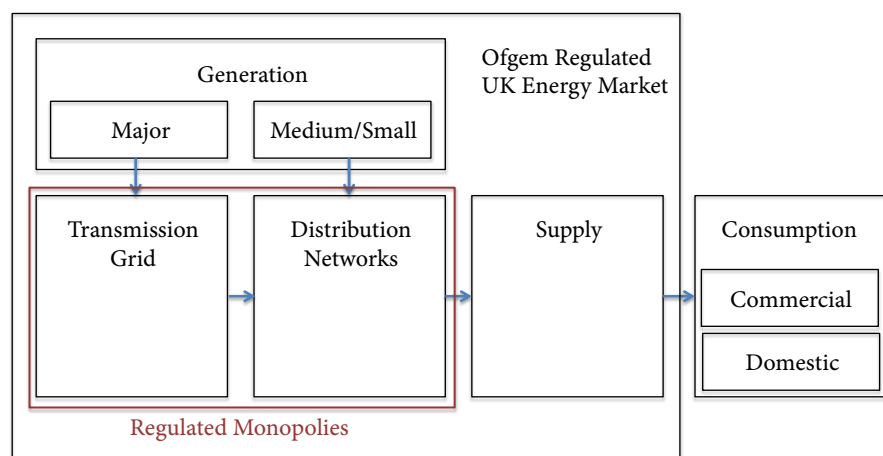 Ofgem Regulated
UK Energy Market
Generation
Major
Medium/Small
Transmission
Grid
Distribution
Networks
Supply
Consumption
Commercial
Domestic
Regulated Monopolies